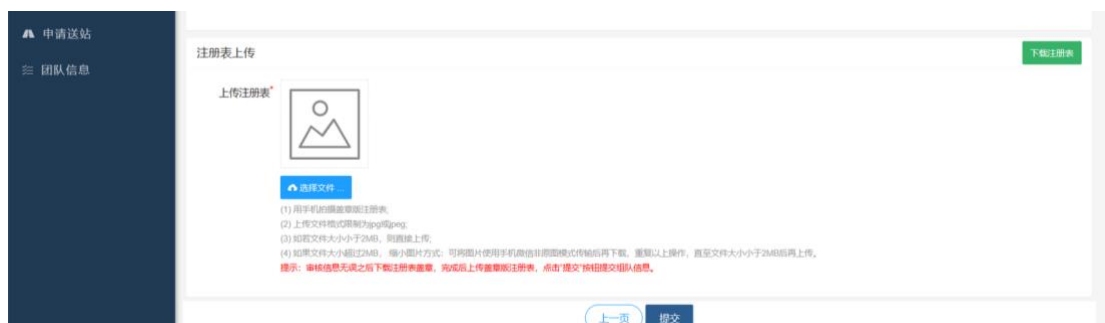 申请送站
团队信息
注册表上传
下载注册表
上传注册表*
选择文件 ...
(1) 用手机拍摄盖章版注册表;
(2) 上传文件格式限制为jpg或jpeg;
(3) 如若文件大小小于2MB，则直接上传;
(4) 如果文件大小超过2MB，缩小图片方式：可将图片使用手机微信非原图模式传输后再下载，重复以上操作，直至文件大小小于2MB后再上传。
提示：审核信息无误之后下载注册表盖章，完成后上传盖章版注册表，点击“提交”按钮提交组队信息。
上一页
提交